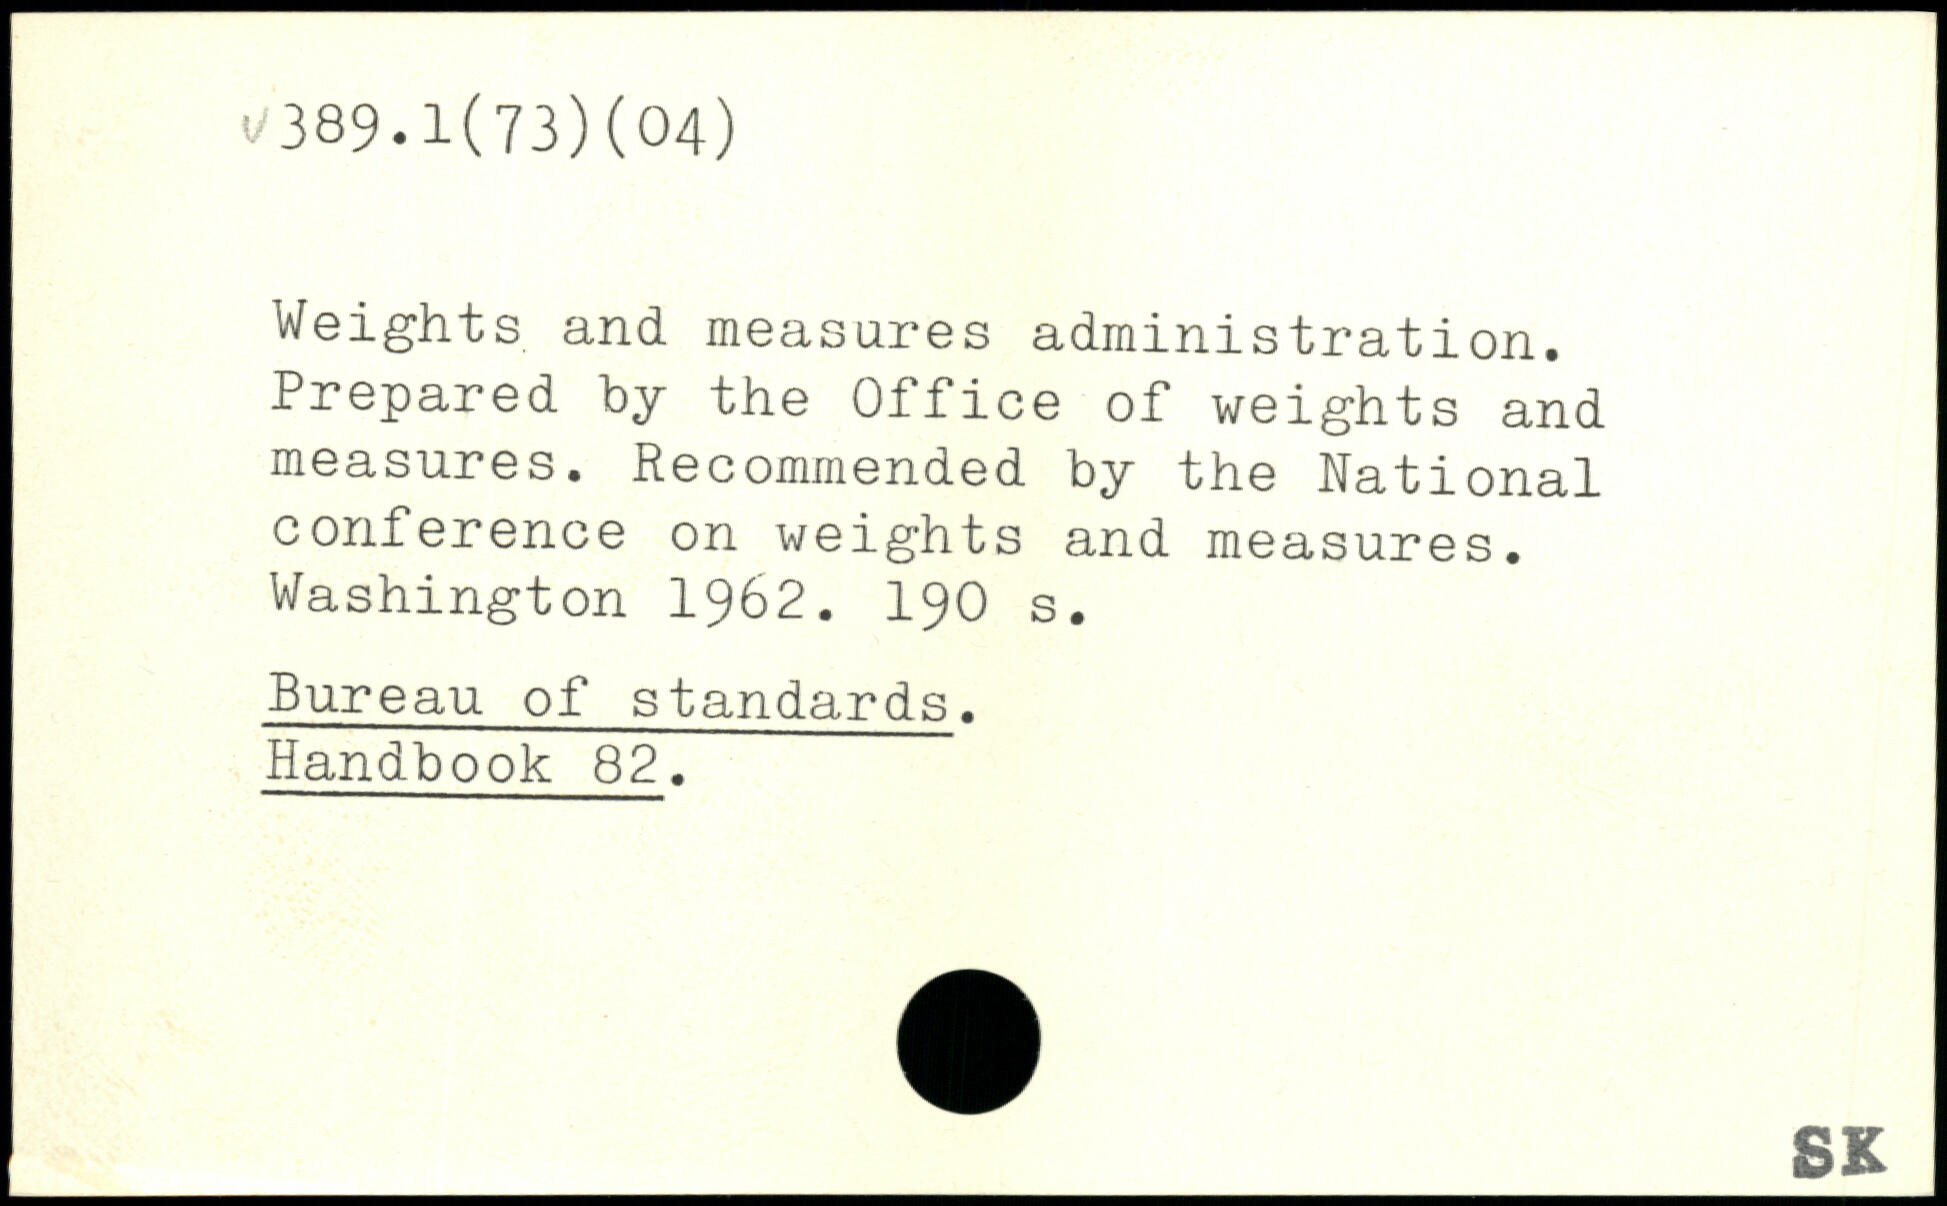 v 389.1(73)(04)
Weights and measures administration.
Prepared by the Office of weights and
measures. Recommended by the National
conference on weights and measures.
Washington 1962. 190 s.
Bureau of standards.
Handbook 82.
SK